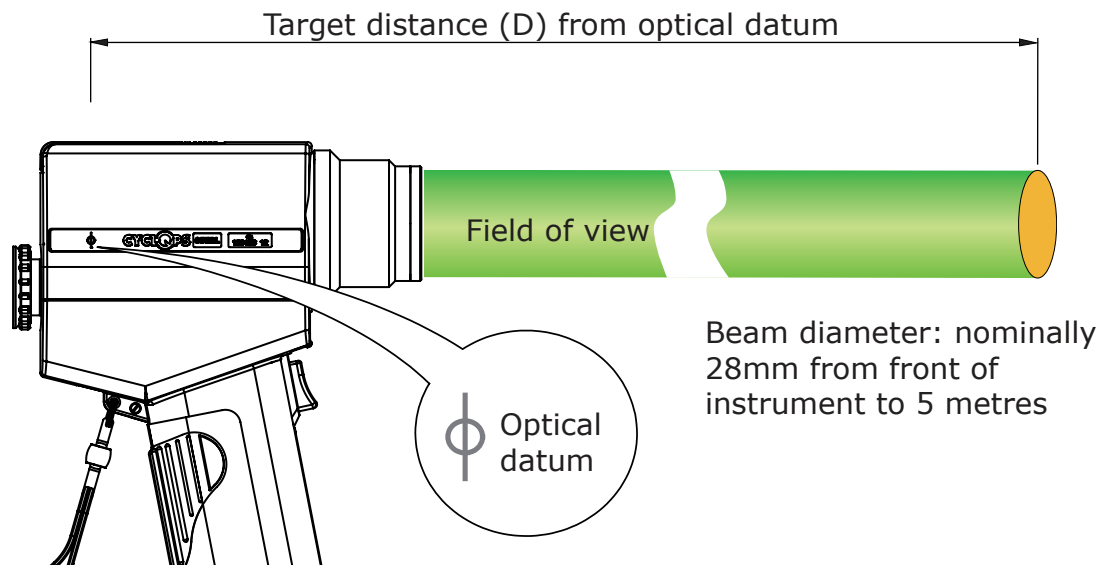 Target distance (D) from optical datum
CYCLOPS
Field of view
Beam diameter: nominally
28mm from front of
instrument to 5 metres
Optical
datum